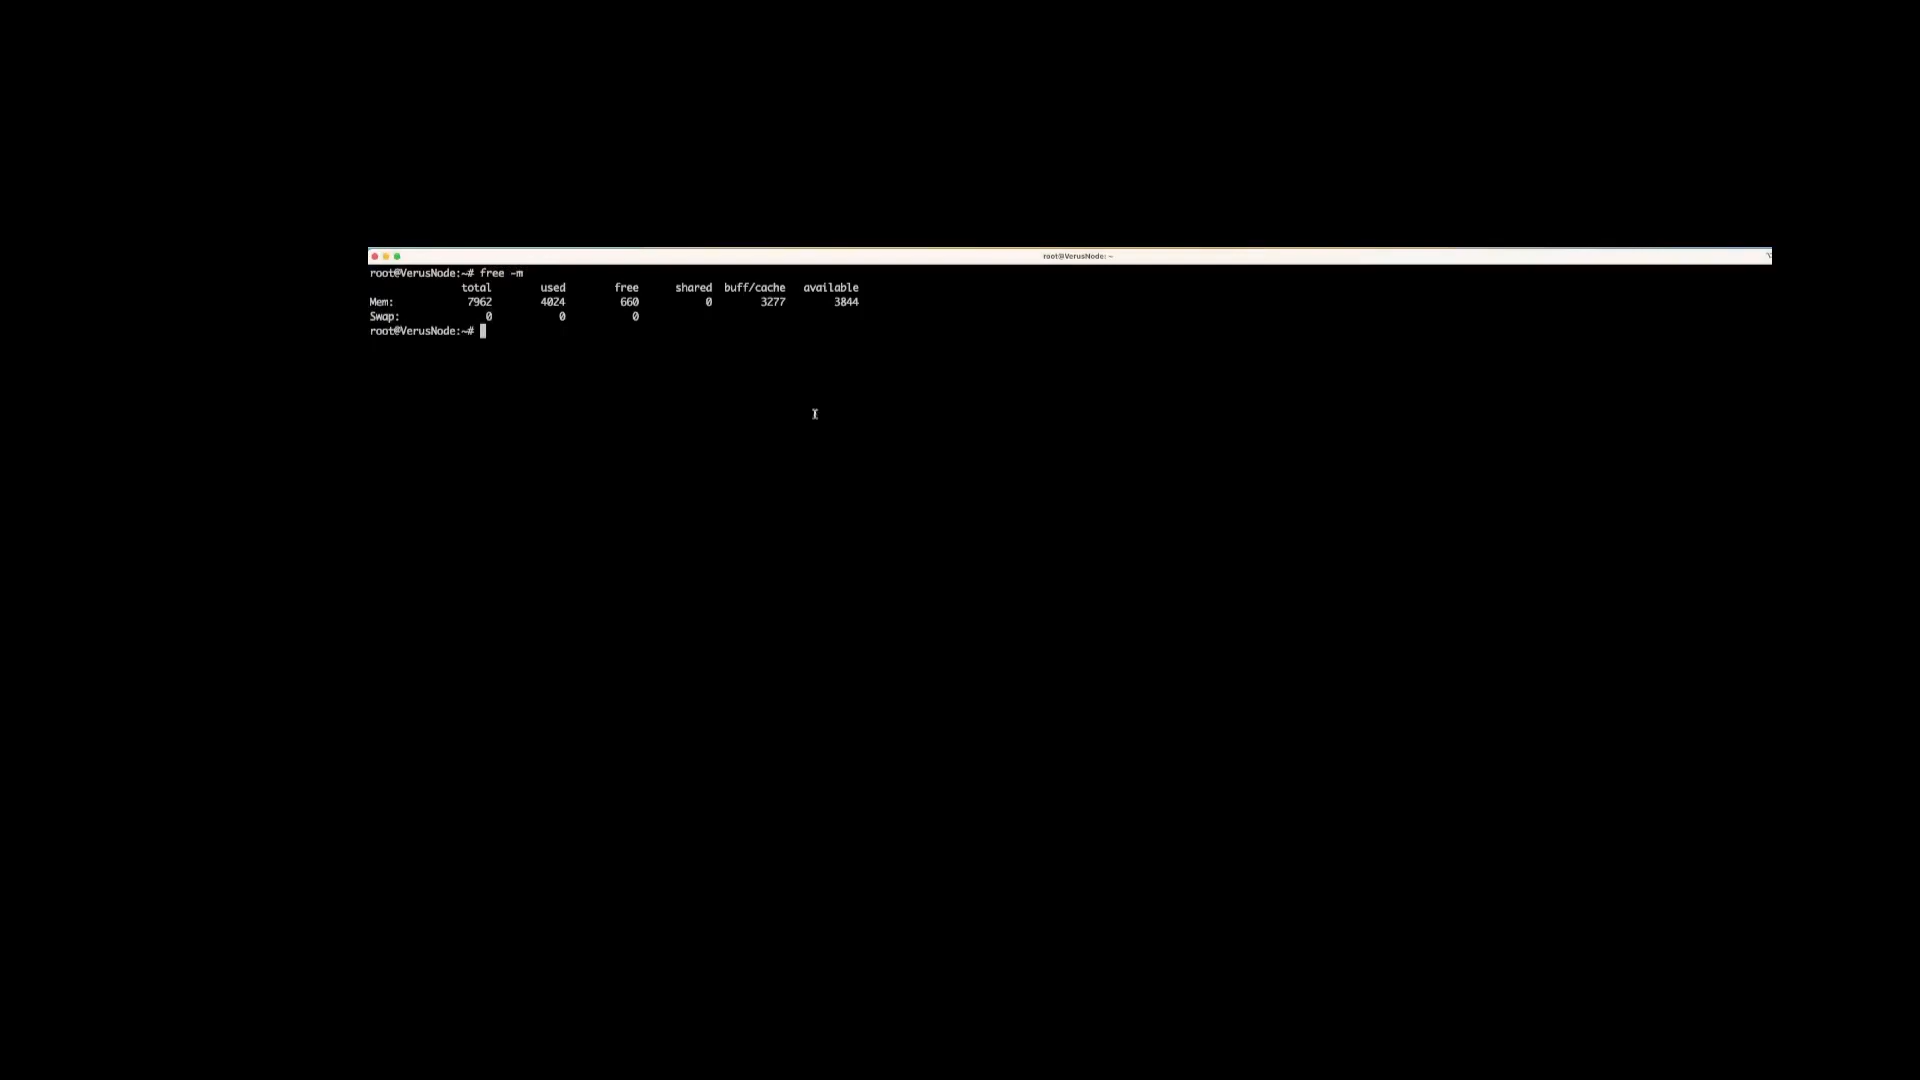 root@VerusNode: ~
root@VerusNode:~# free -m
total used free shared buff/cache available
Mem: 7962 4024 660 0 3277 3844
Swap: 0 0 0
root@VerusNode:~#